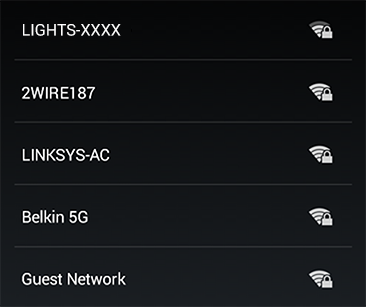 LIGHTS-XXXX
2WIRE187
LINKSYS-AC
Belkin 5G
Guest Network